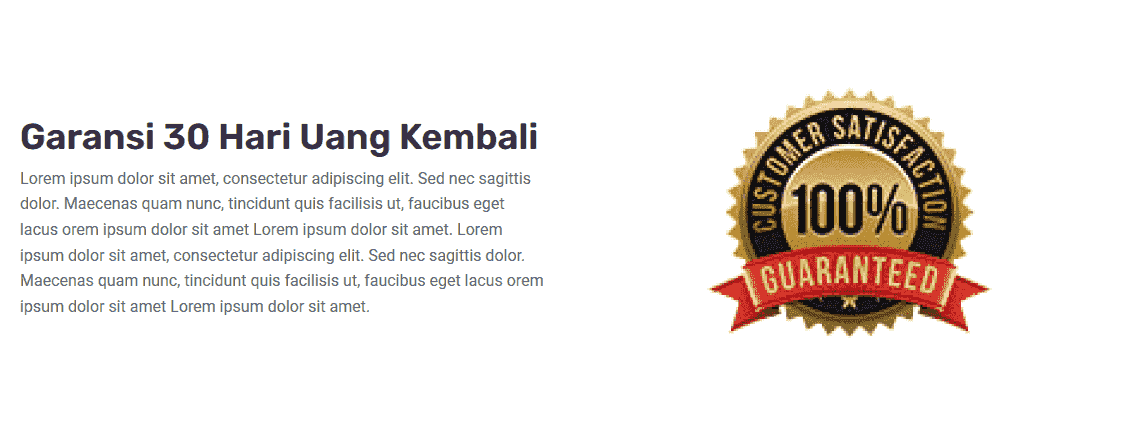 Garansi 30 Hari Uang Kembali
Lorem ipsum dolor sit amet, consectetur adipiscing elit. Sed nec sagittis
dolor. Maecenas quam nunc, tincidunt quis facilisis ut, faucibus eget
lacus orem ipsum dolor sit amet Lorem ipsum dolor sit amet. Lorem
ipsum dolor sit amet, consectetur adipiscing elit. Sed nec sagittis dolor.
Maecenas quam nunc, tincidunt quis facilisis ut, faucibus eget lacus orem
ipsum dolor sit amet Lorem ipsum dolor sit amet.
CUSTOMER SATISFACTION
100%
GUARANTEED